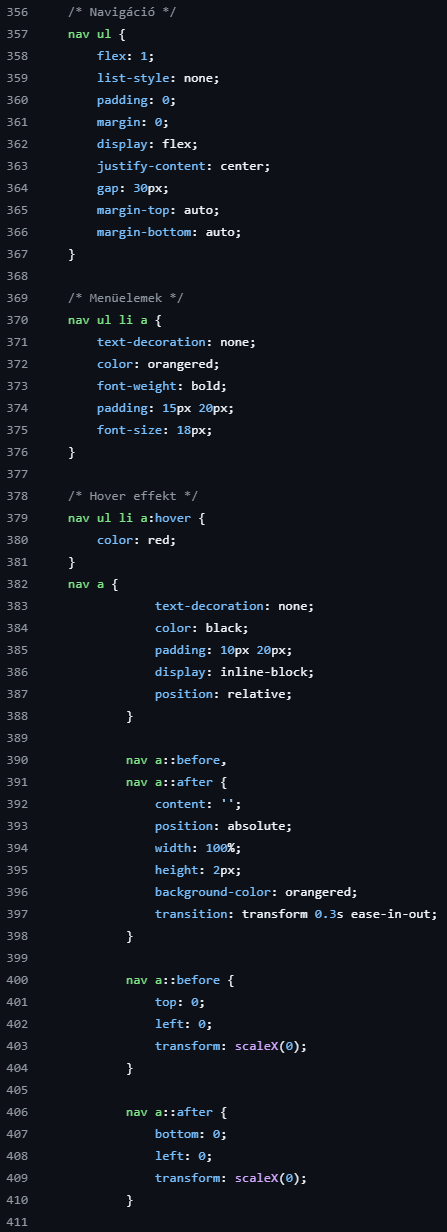 356 /* Navigáció */
357 nav ul {
358 flex: 1;
359 list-style: none;
360 padding: 0;
361 margin: 0;
362 display: flex;
363 justify-content: center;
364 gap: 30px;
365 margin-top: auto;
366 margin-bottom: auto;
367 }
368
369 /* Menüelemek */
370 nav ul li a {
371 text-decoration: none;
372 color: orangered;
373 font-weight: bold;
374 padding: 15px 20px;
375 font-size: 18px;
376 }
377
378 /* Hover effekt */
379 nav ul li a:hover {
380 color: red;
381 }
382 nav a {
383 text-decoration: none;
384 color: black;
385 padding: 10px 20px;
386 display: inline-block;
387 position: relative;
388 }
389
390 nav a::before,
391 nav a::after {
392 content: '';
393 position: absolute;
394 width: 100%;
395 height: 2px;
396 background-color: orangered;
397 transition: transform 0.3s ease-in-out;
398 }
399
400 nav a::before {
401 top: 0;
402 left: 0;
403 transform: scaleX(0);
404 }
405
406 nav a::after {
407 bottom: 0;
408 left: 0;
409 transform: scaleX(0);
410 }
411